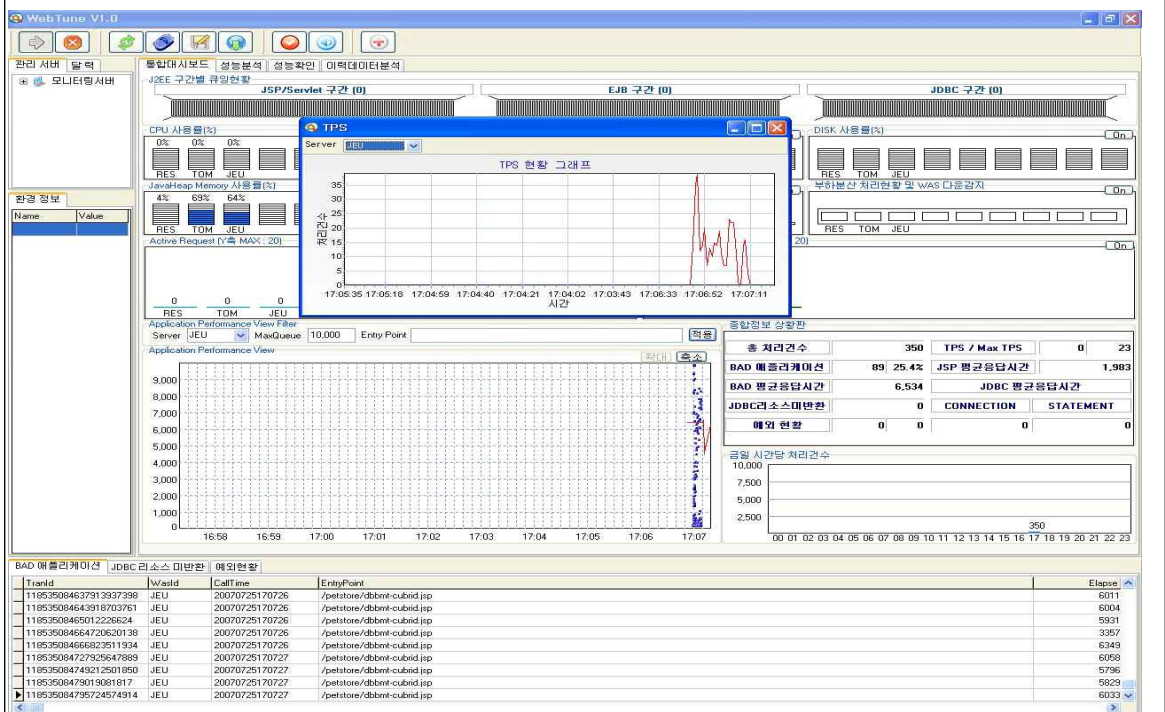 WebTune V1.0
관리 서버 달 력
모니터링서버
환경 정보
Name Value
통합대시보드 성능분석 성능확인 이력데이터분석
J2EE 구간별 큐잉현황
JSP/Servlet 구간 (0) EJB 구간 (0) JDBC 구간 (0)
CPU 사용률(%)
0% 0% 0%
RES TOM JEU
DISK 사용률(%)
On
RES TOM JEU
JavaHeap Memory 사용률(%)
4% 69% 64%
RES TOM JEU
부하분산 처리현황 및 WAS 다운감지
On
RES TOM JEU
Active Request (Y축 MAX : 20)
20)
On
0 0 0
RES TOM JEU
TPS
Server JEU
TPS 현황 그래프
처리건수
35
30
25
20
15
10
5
0
17:05:35 17:05:18 17:04:59 17:04:40 17:04:21 17:04:02 17:03:43 17:06:33 17:06:52 17:07:11
시간
Application Performance View Filter
Server JEU MaxQueue 10,000 Entry Point 적용
Application Performance View
확대 축소
9,000
8,000
7,000
6,000
5,000
4,000
3,000
2,000
1,000
0
16:58 16:59 17:00 17:01 17:02 17:03 17:04 17:05 17:06 17:07
종합정보 상황판
총 처리건수 350 TPS / Max TPS 0 23
BAD 애플리케이션 89 25.4% JSP 평균응답시간 1,983
BAD 평균응답시간 6,534 JDBC 평균응답시간
JDBC리소스미반환 0 CONNECTION STATEMENT
예외 현황 0 0 0 0
금일 시간당 처리건수
10,000
7,500
5,000
2,500
350
00 01 02 03 04 05 06 07 08 09 10 11 12 13 14 15 16 17 18 19 20 21 22 23
BAD 애플리케이션 JDBC 리소스 미반환 예외현황
TranId WasId CallTime EntryPoint Elapse
118535084637913937398 JEU 20070725170726 /petstore/dbbmt-cubrid.jsp 6011
118535084643918703761 JEU 20070725170726 /petstore/dbbmt-cubrid.jsp 6004
11853508465012226624 JEU 20070725170726 /petstore/dbbmt-cubrid.jsp 5931
118535084664720620138 JEU 20070725170726 /petstore/dbbmt-cubrid.jsp 3357
118535084666823511934 JEU 20070725170726 /petstore/dbbmt-cubrid.jsp 6349
118535084727925647889 JEU 20070725170727 /petstore/dbbmt-cubrid.jsp 6058
118535084749212501850 JEU 20070725170727 /petstore/dbbmt-cubrid.jsp 5796
11853508479019081817 JEU 20070725170727 /petstore/dbbmt-cubrid.jsp 5829
118535084795724574914 JEU 20070725170727 /petstore/dbbmt-cubrid.jsp 6033